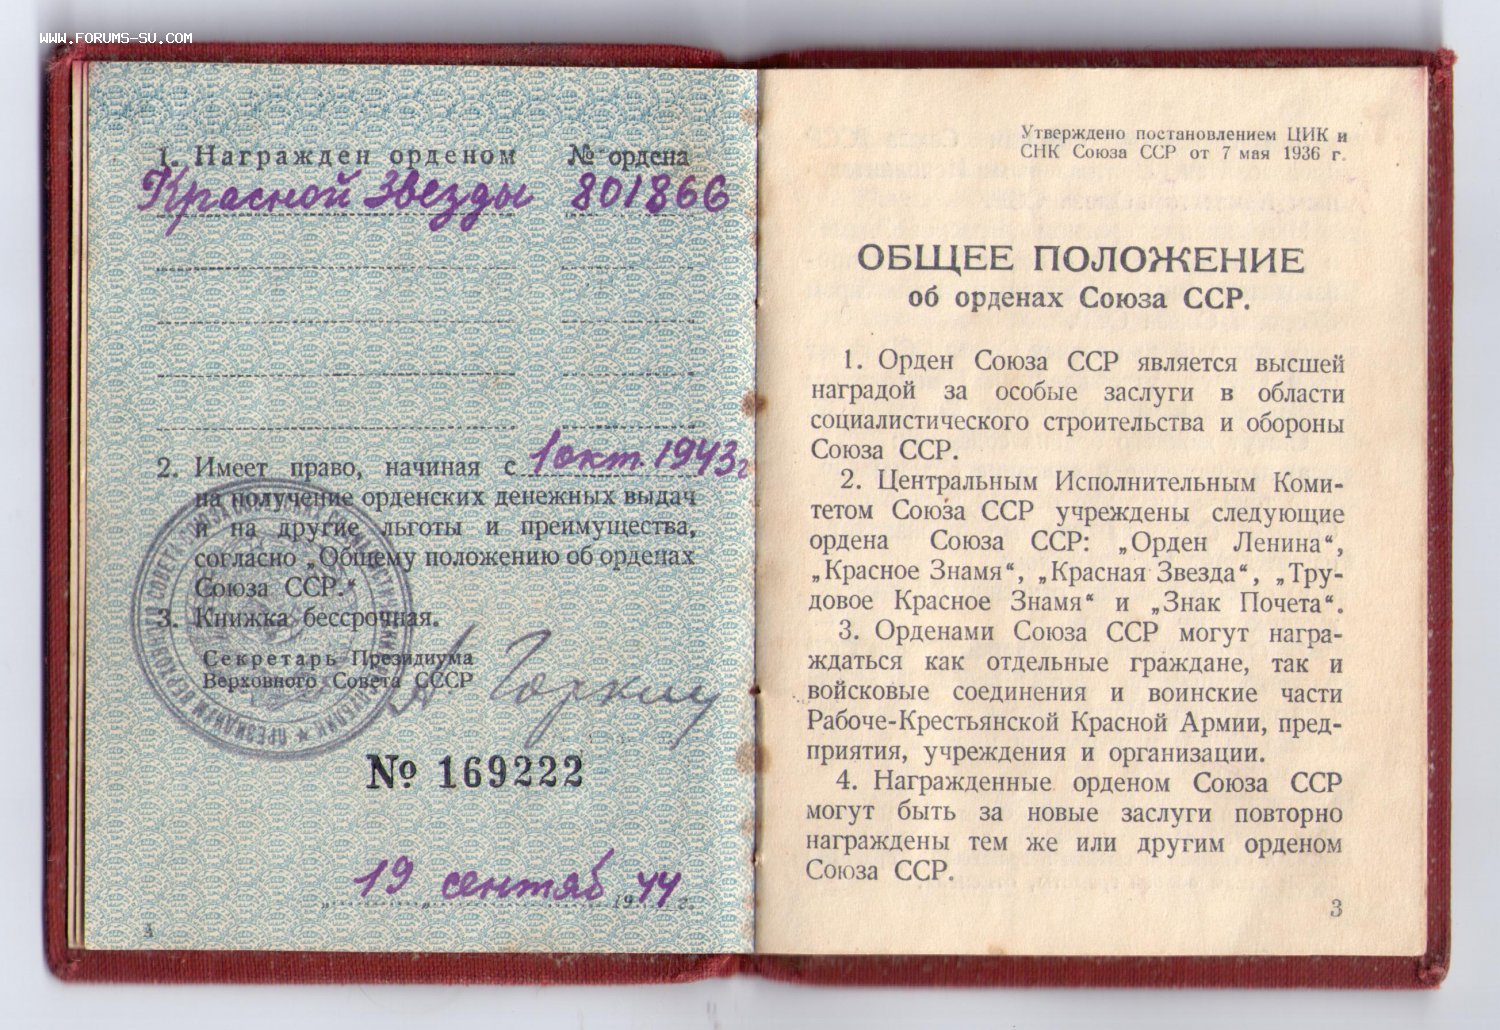 WWW.FORUMS-SU.COM
1. Награжден орденом № ордена
Красной Звезды 801866
2. Имеет право, начиная с 1 окт. 1943 г
на получение орденских денежных выдач
и на другие льготы и преимущества,
согласно „Общему положению об орденах
Союза ССР.“
3. Книжка бессрочная.
Секретарь Президиума
Верховного Совета СССР
А Горкин
№ 169222
19 сентяб 1944 г.
Утверждено постановлением ЦИК и
СНК Союза ССР от 7 мая 1936 г.
ОБЩЕЕ ПОЛОЖЕНИЕ
об орденах Союза ССР.
1. Орден Союза ССР является высшей
наградой за особые заслуги в области
социалистического строительства и обороны
Союза ССР.
2. Центральным Исполнительным Коми-
тетом Союза ССР учреждены следующие
ордена Союза ССР: „Орден Ленина“,
„Красное Знамя“, „Красная Звезда“, „Тру-
довое Красное Знамя“ и „Знак Почета“.
3. Орденами Союза ССР могут награ-
ждаться как отдельные граждане, так и
войсковые соединения и воинские части
Рабоче-Крестьянской Красной Армии, пред-
приятия, учреждения и организации.
4. Награжденные орденом Союза ССР
могут быть за новые заслуги повторно
награждены тем же или другим орденом
Союза ССР.
3